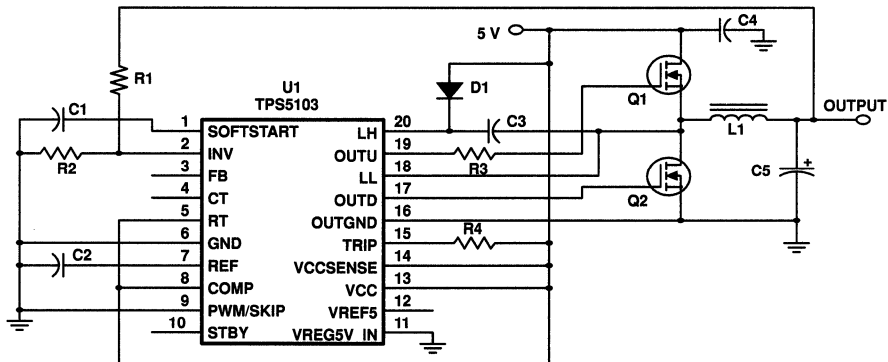 5 V
C4
R1
D1
Q1
U1
TPS5103
C1
C3
OUTPUT
L1
1 SOFTSTART LH 20
2 INV OUTU 19
R2
R3
3 FB LL 18
Q2
C5
+
4 CT OUTD 17
5 RT OUTGND 16
6 GND TRIP 15
R4
C2
7 REF VCCSENSE 14
8 COMP VCC 13
9 PWM/SKIP VREF5 12
10 STBY VREG5V IN 11